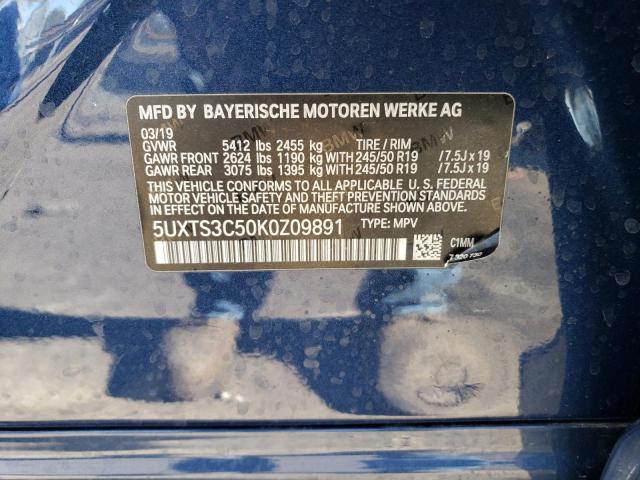 MFD BY BAYERISCHE MOTOREN WERKE AG
03/19
GVWR 5412 lbs 2455 kg TIRE / RIM
GAWR FRONT 2624 lbs 1190 kg WITH 245/50 R19 /7.5J x 19
GAWR REAR 3075 lbs 1395 kg WITH 245/50 R19 /7.5J x 19
THIS VEHICLE CONFORMS TO ALL APPLICABLE U. S. FEDERAL
MOTOR VEHICLE SAFETY, BUMPER, AND THEFT PREVENTION STANDARDS
IN EFFECT ON THE DATE OF MANUFACTURE SHOWN ABOVE.
5UXTS3C50K0Z09891 TYPE: MPV
C1MM